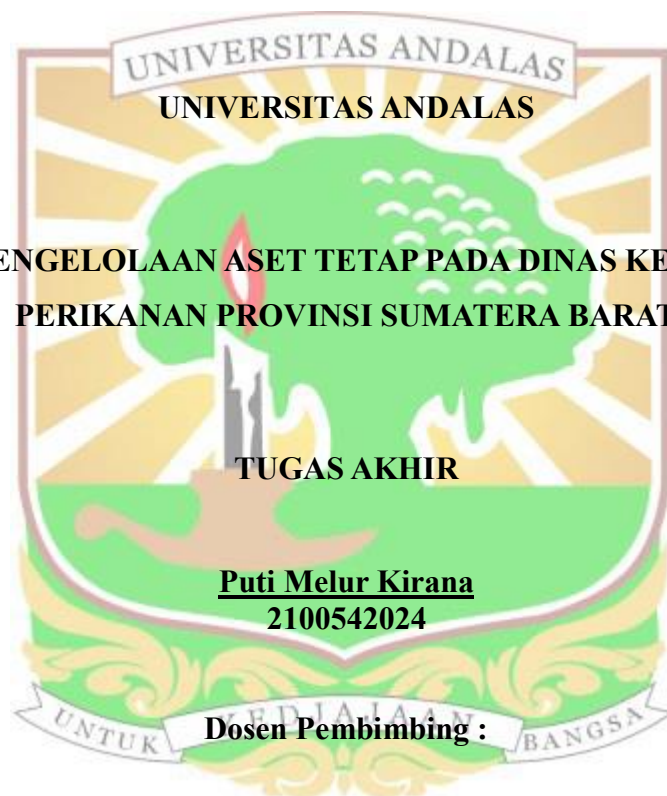 UNIVERSITAS ANDALAS
UNIVERSITAS ANDALAS
ENGELOLAAN ASET TETAP PADA DINAS KE
PERIKANAN PROVINSI SUMATERA BARAT
TUGAS AKHIR
Puti Melur Kirana
2100542024
UNTUK KEDJAJAAN BANGSA
Dosen Pembimbing :